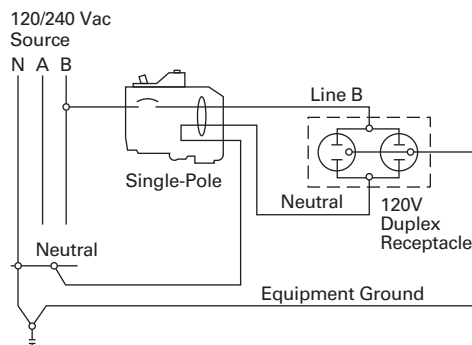 120/240 Vac
Source
N A B
Line B
Single-Pole
Neutral
120V
Duplex
Receptacle
Neutral
Equipment Ground